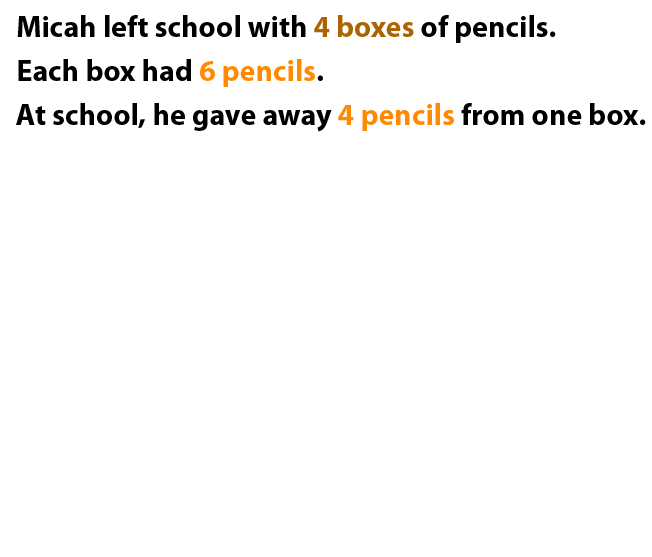 Micah left school with 4 boxes of pencils.
Each box had 6 pencils.
At school, he gave away 4 pencils from one box.